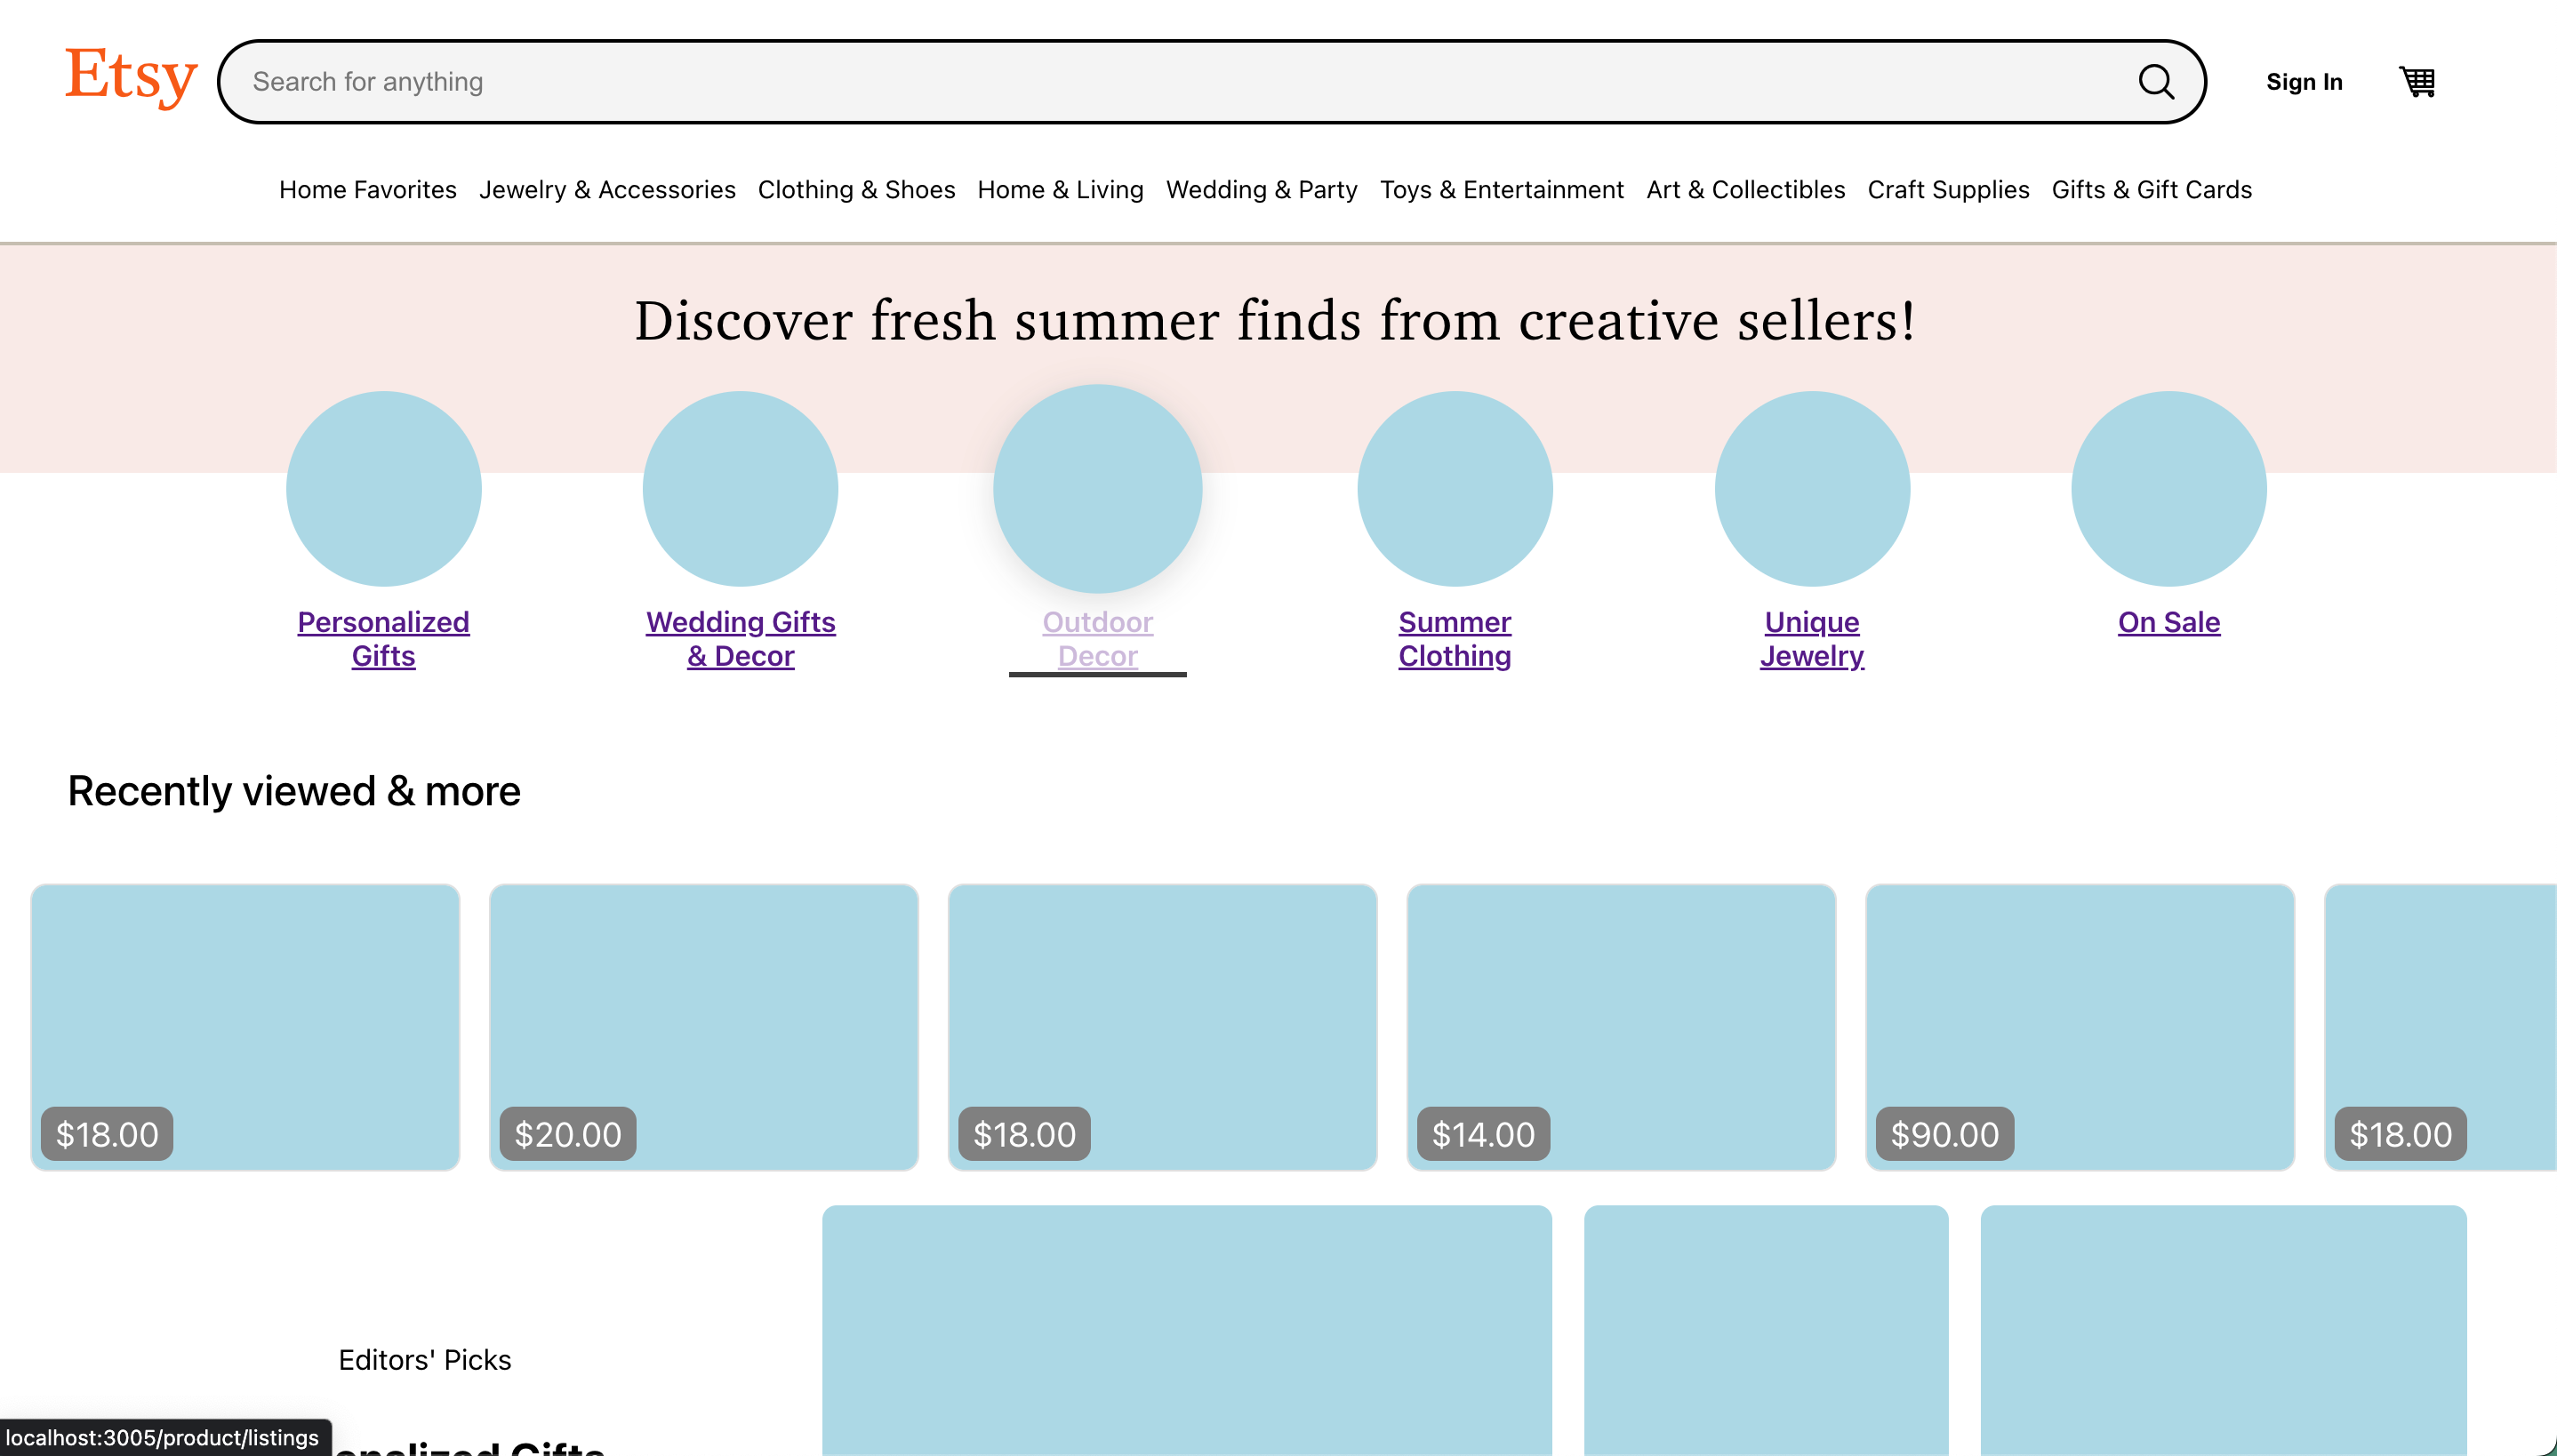 Etsy
Search for anything
Sign In
Home Favorites Jewelry & Accessories Clothing & Shoes Home & Living Wedding & Party Toys & Entertainment Art & Collectibles Craft Supplies Gifts & Gift Cards
Discover fresh summer finds from creative sellers!
Personalized
Gifts
Wedding Gifts
& Decor
Outdoor
Decor
Summer
Clothing
Unique
Jewelry
On Sale
Recently viewed & more
$18.00
$20.00
$18.00
$14.00
$90.00
$18.00
Editors' Picks
Gifts
localhost:3005/product/listings